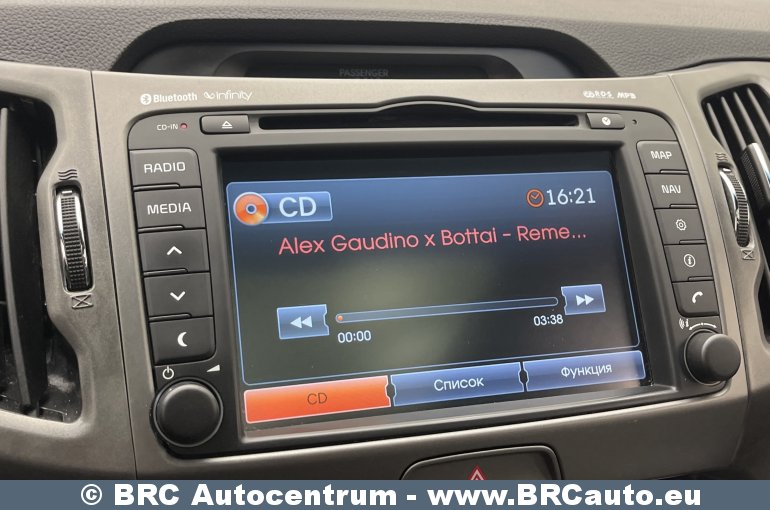 PASSENGER
Bluetooth infinity
R·D·S MP3
CD-IN
RADIO
MEDIA
MAP
NAV
CD
16:21
Alex Gaudino x Bottai - Reme...
00:00
03:38
CD
Список
Функция
© BRC Autocentrum - www.BRCauto.eu